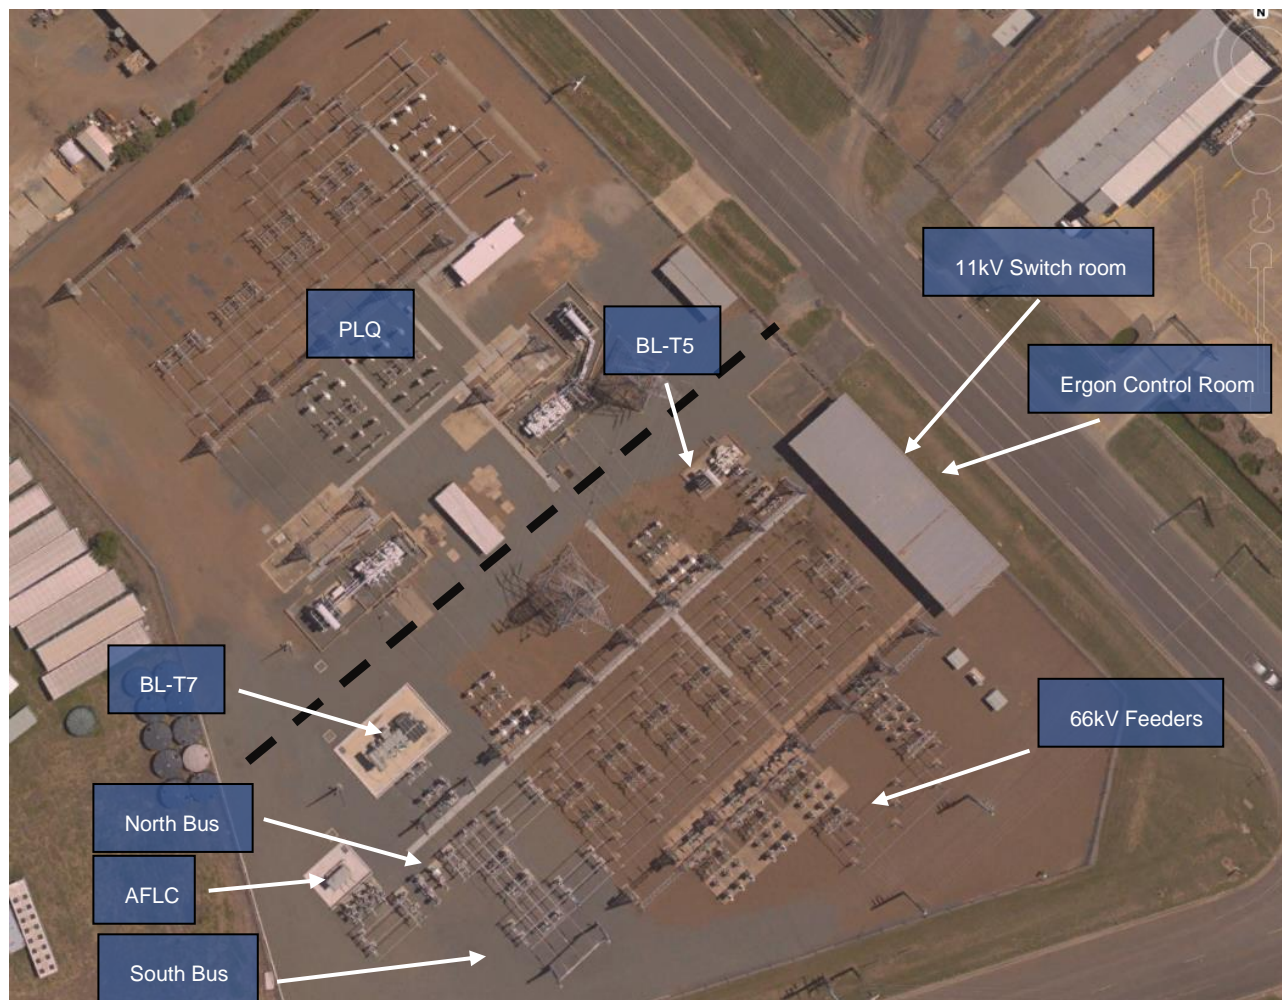 N
11kV Switch room
PLQ
BL-T5
Ergon Control Room
BL-T7
66kV Feeders
North Bus
AFLC
South Bus